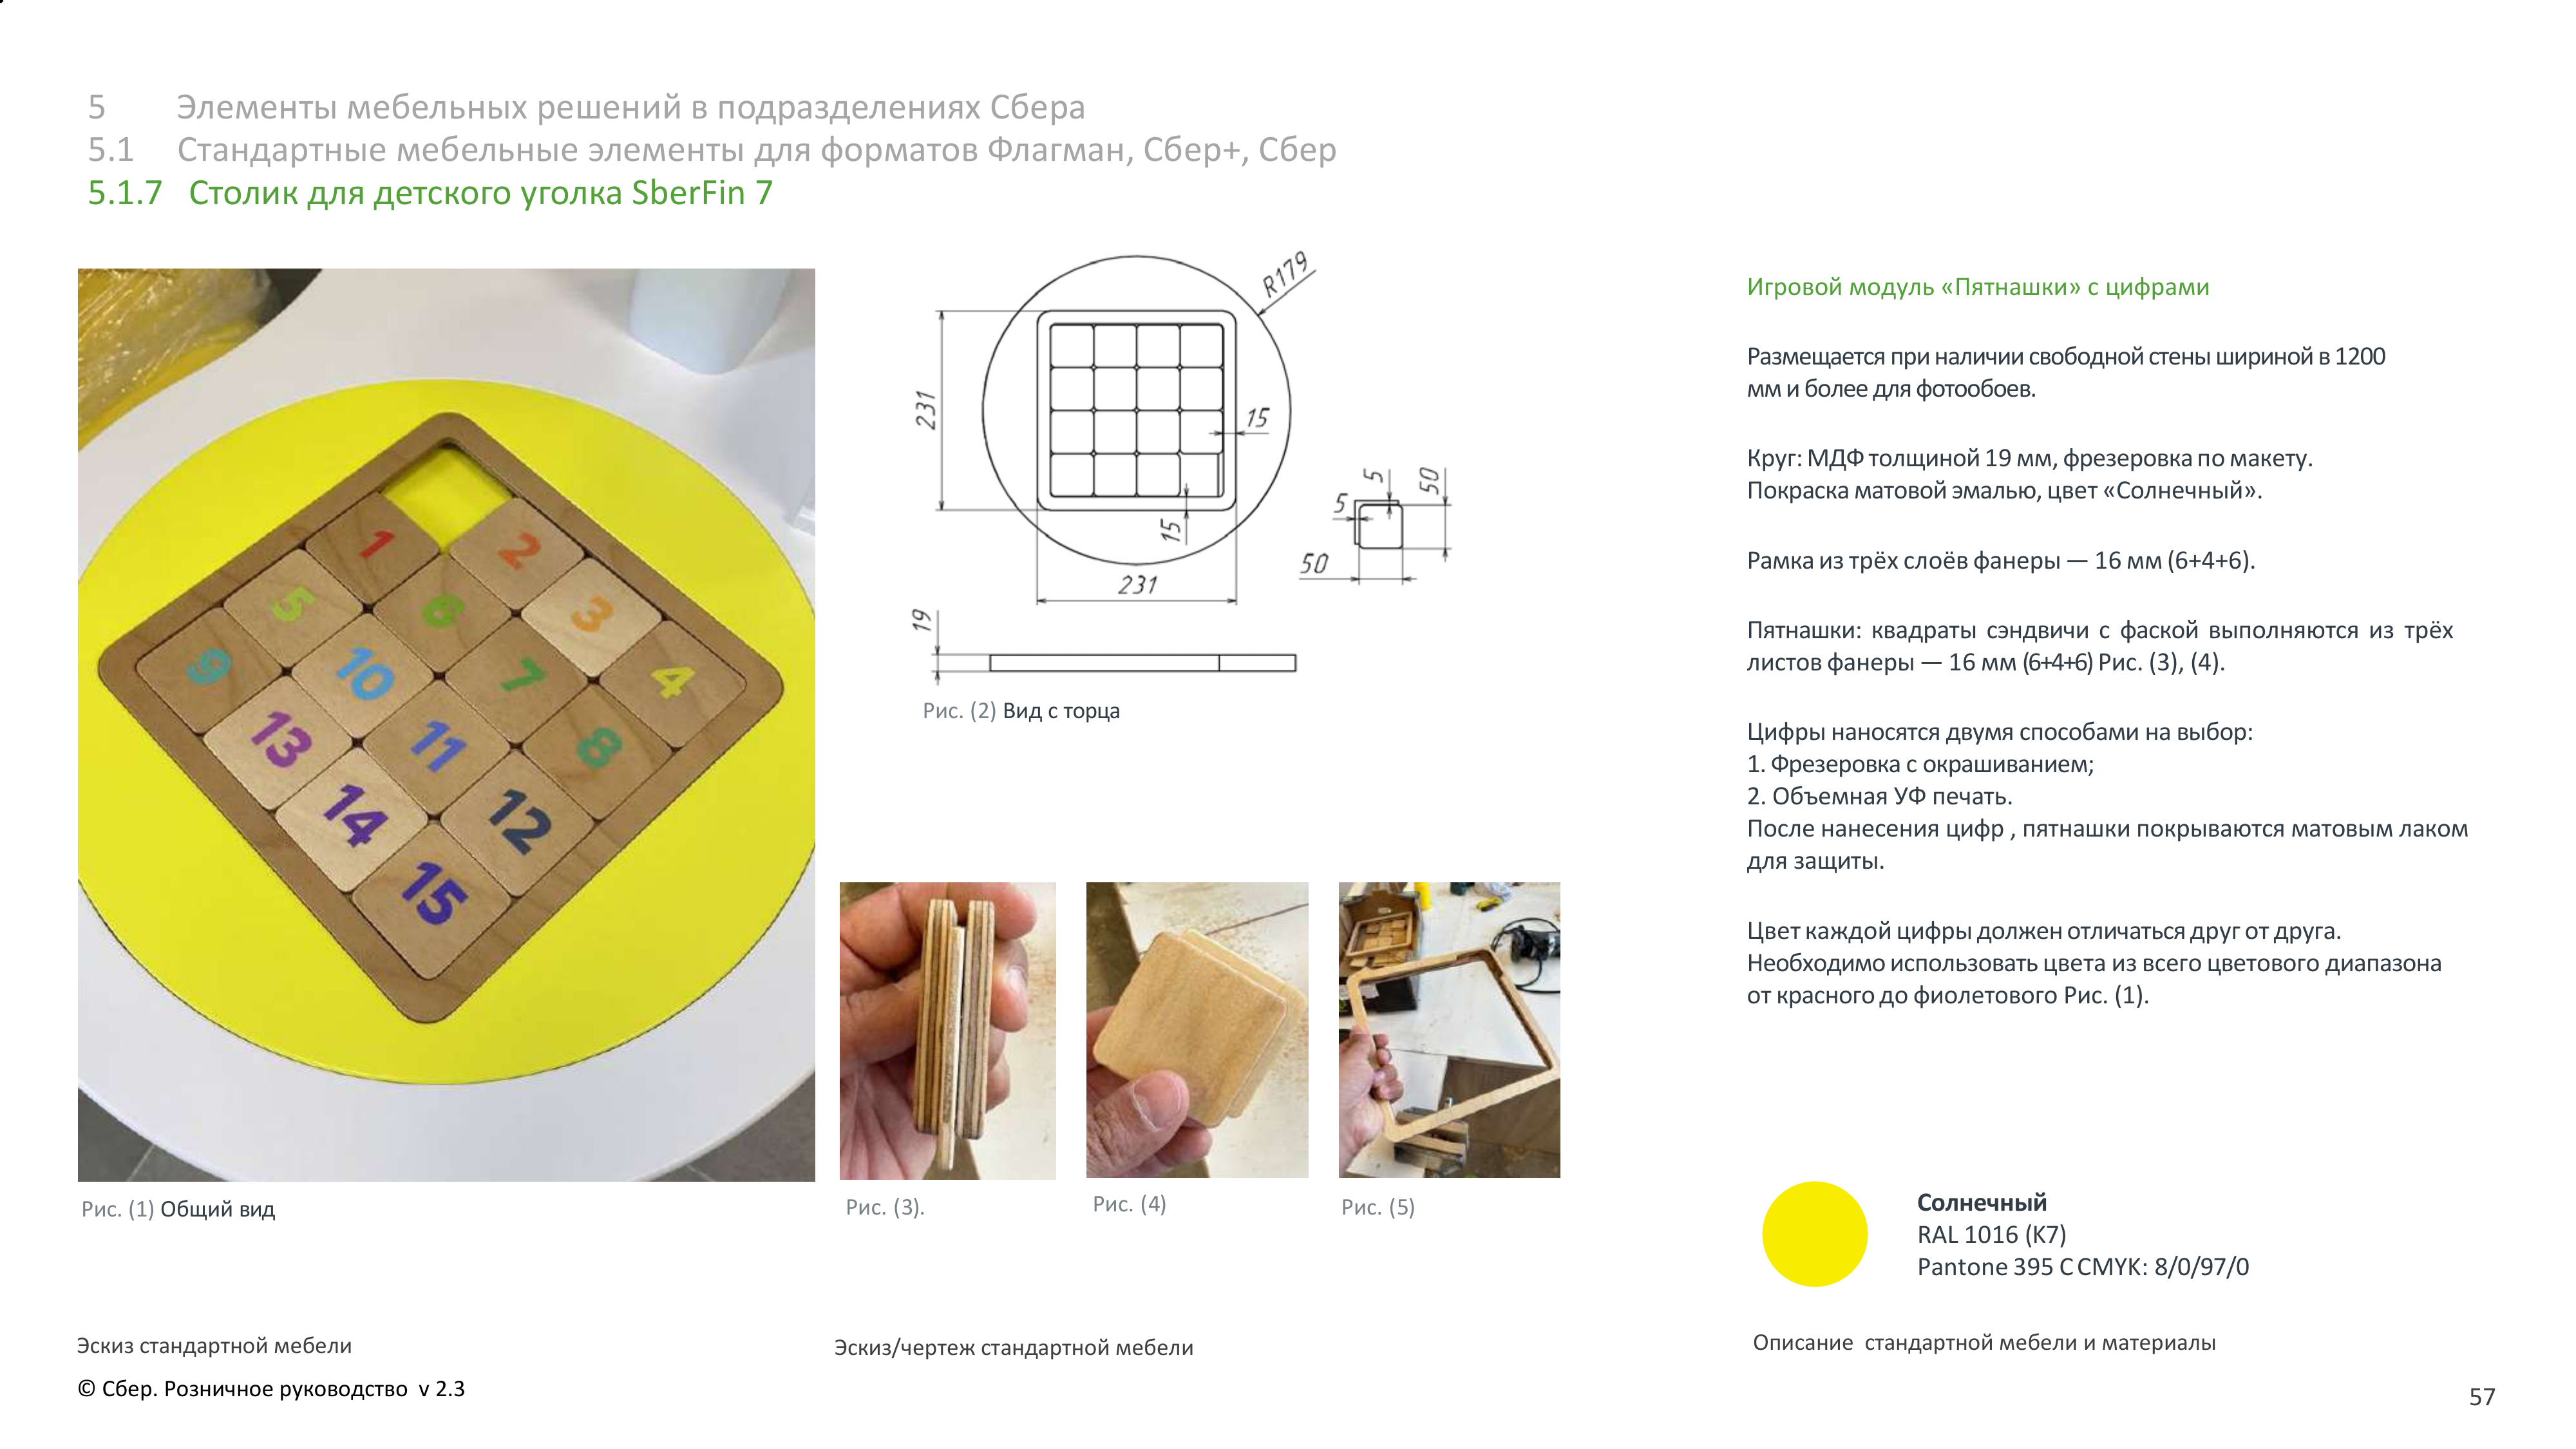 5 Элементы мебельных решений в подразделениях Сбера
5.1 Стандартные мебельные элементы для форматов Флагман, Сбер+, Сбер
5.1.7 Столик для детского уголка SberFin 7
1
2
3
4
5
6
7
8
9
10
11
12
13
14
15
Рис. (1) Общий вид
R179
231
15
15
231
5
50
5
50
19
Рис. (2) Вид с торца
Рис. (3).
Рис. (4)
Рис. (5)
Игровой модуль «Пятнашки» с цифрами
Размещается при наличии свободной стены шириной в 1200
мм и более для фотообоев.
Круг: МДФ толщиной 19 мм, фрезеровка по макету.
Покраска матовой эмалью, цвет «Солнечный».
Рамка из трёх слоёв фанеры — 16 мм (6+4+6).
Пятнашки: квадраты сэндвичи с фаской выполняются из трёх
листов фанеры — 16 мм (6+4+6) Рис. (3), (4).
Цифры наносятся двумя способами на выбор:
1. Фрезеровка с окрашиванием;
2. Объемная УФ печать.
После нанесения цифр , пятнашки покрываются матовым лаком
для защиты.
Цвет каждой цифры должен отличаться друг от друга.
Необходимо использовать цвета из всего цветового диапазона
от красного до фиолетового Рис. (1).
Солнечный
RAL 1016 (K7)
Pantone 395 C CMYK: 8/0/97/0
Эскиз стандартной мебели
Эскиз/чертеж стандартной мебели
Описание стандартной мебели и материалы
© Сбер. Розничное руководство v 2.3
57